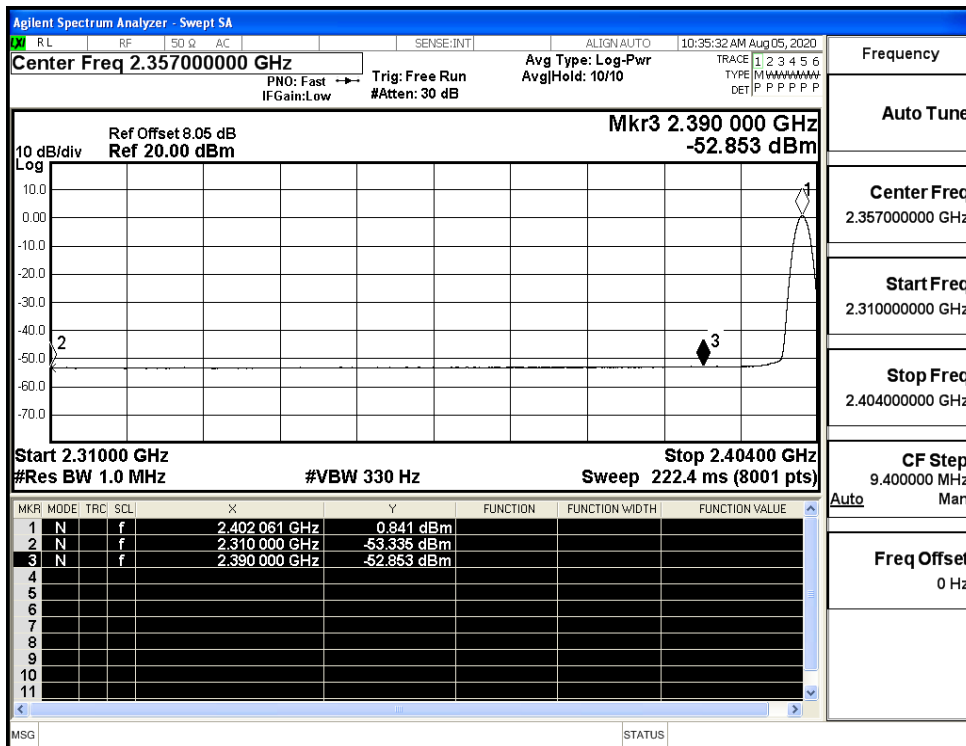 Agilent Spectrum Analyzer - Swept SA
LXI RL RF 50 Ω AC SENSE:INT ALIGN AUTO 10:35:32 AM Aug 05, 2020
Center Freq 2.357000000 GHz
PNO: Fast
IFGain:Low
Trig: Free Run
#Atten: 30 dB
Avg Type: Log-Pwr
Avg|Hold: 10/10
TRACE 1 2 3 4 5 6
TYPE M W W W W W
DET P P P P P P
Ref Offset 8.05 dB
10 dB/div Ref 20.00 dBm
Log
Mkr3 2.390 000 GHz
-52.853 dBm
10.0
0.00
-10.0
-20.0
-30.0
-40.0
-50.0
-60.0
-70.0
1
2
3
Start 2.31000 GHz Stop 2.40400 GHz
#Res BW 1.0 MHz #VBW 330 Hz Sweep 222.4 ms (8001 pts)
MKR MODE TRC SCL X Y FUNCTION FUNCTION WIDTH FUNCTION VALUE
1 N f 2.402 061 GHz 0.841 dBm
2 N f 2.310 000 GHz -53.335 dBm
3 N f 2.390 000 GHz -52.853 dBm
4
5
6
7
8
9
10
11
MSG STATUS
Frequency
Auto Tune
Center Freq
2.357000000 GHz
Start Freq
2.310000000 GHz
Stop Freq
2.404000000 GHz
CF Step
9.400000 MHz
Auto Man
Freq Offset
0 Hz